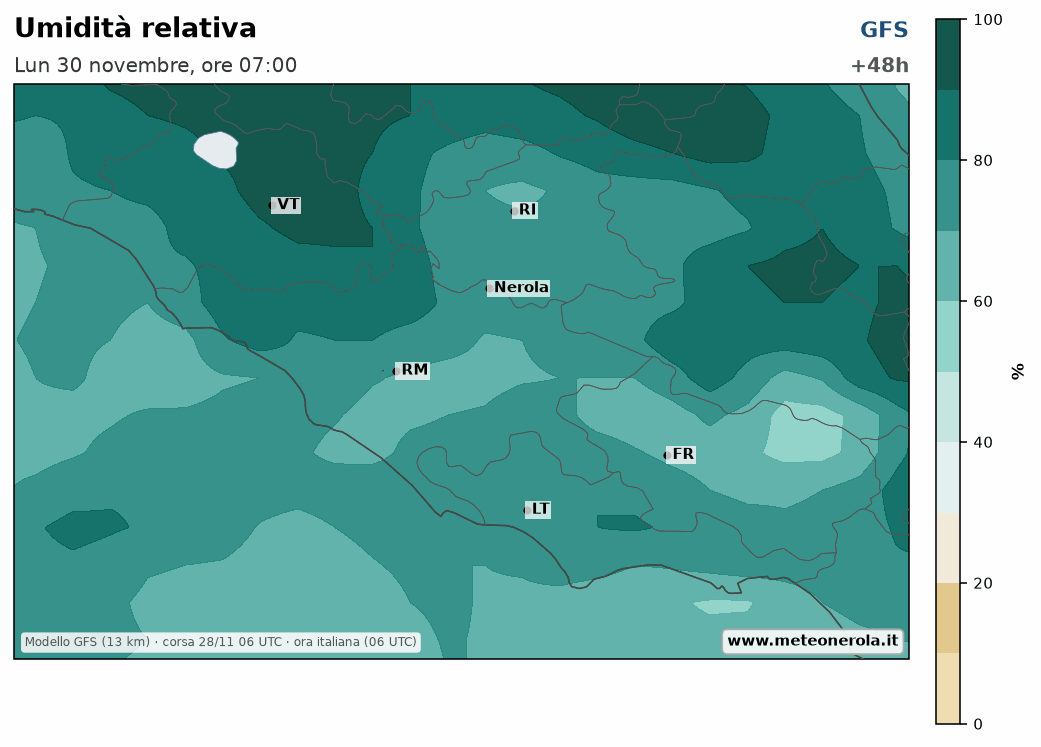 Umidità relativa
GFS
Lun 30 novembre, ore 07:00
+48h
100
80
60
40
20
0
%
VT
RI
Nerola
RM
FR
LT
Modello GFS (13 km) · corsa 28/11 06 UTC · ora italiana (06 UTC)
www.meteonerola.it